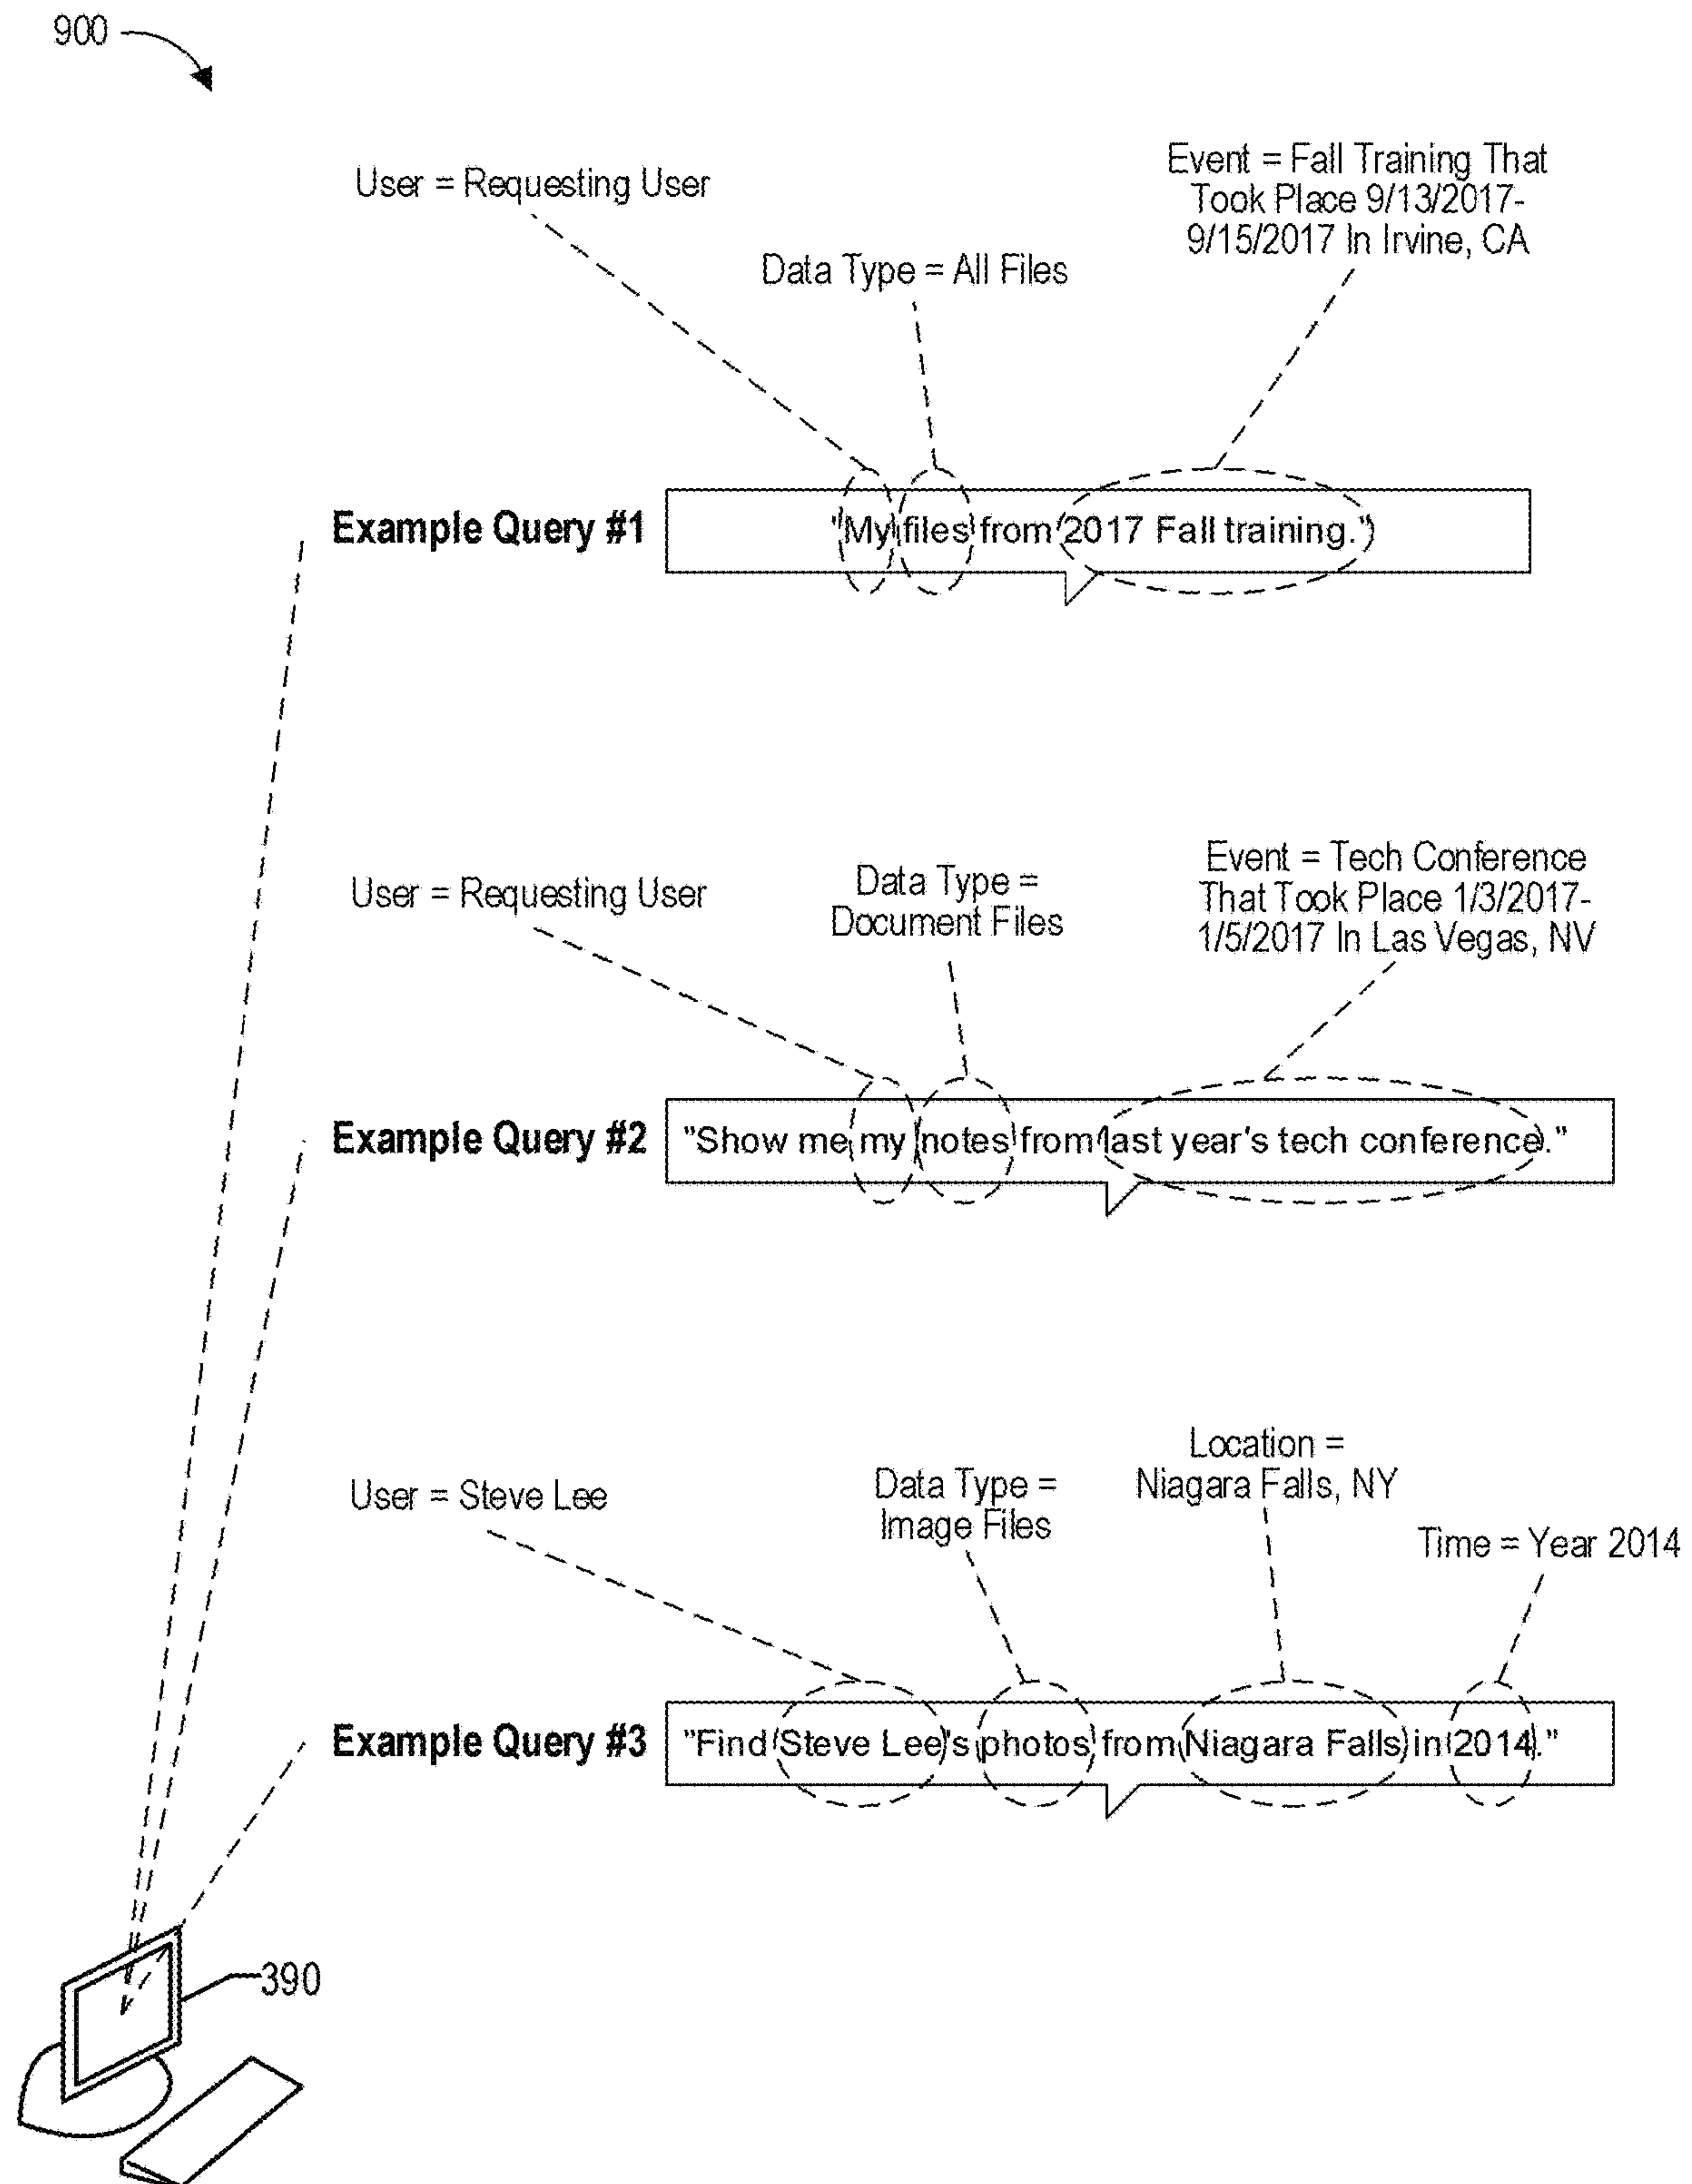 900
User = Requesting User
Data Type = All Files
Event = Fall Training That
Took Place 9/13/2017-
9/15/2017 In Irvine, CA
Example Query #1
"My files from 2017 Fall training."
User = Requesting User
Data Type =
Document Files
Event = Tech Conference
That Took Place 1/3/2017-
1/5/2017 In Las Vegas, NV
Example Query #2
"Show me my notes from last year's tech conference."
User = Steve Lee
Data Type =
Image Files
Location =
Niagara Falls, NY
Time = Year 2014
Example Query #3
"Find Steve Lee's photos from Niagara Falls in 2014."
390